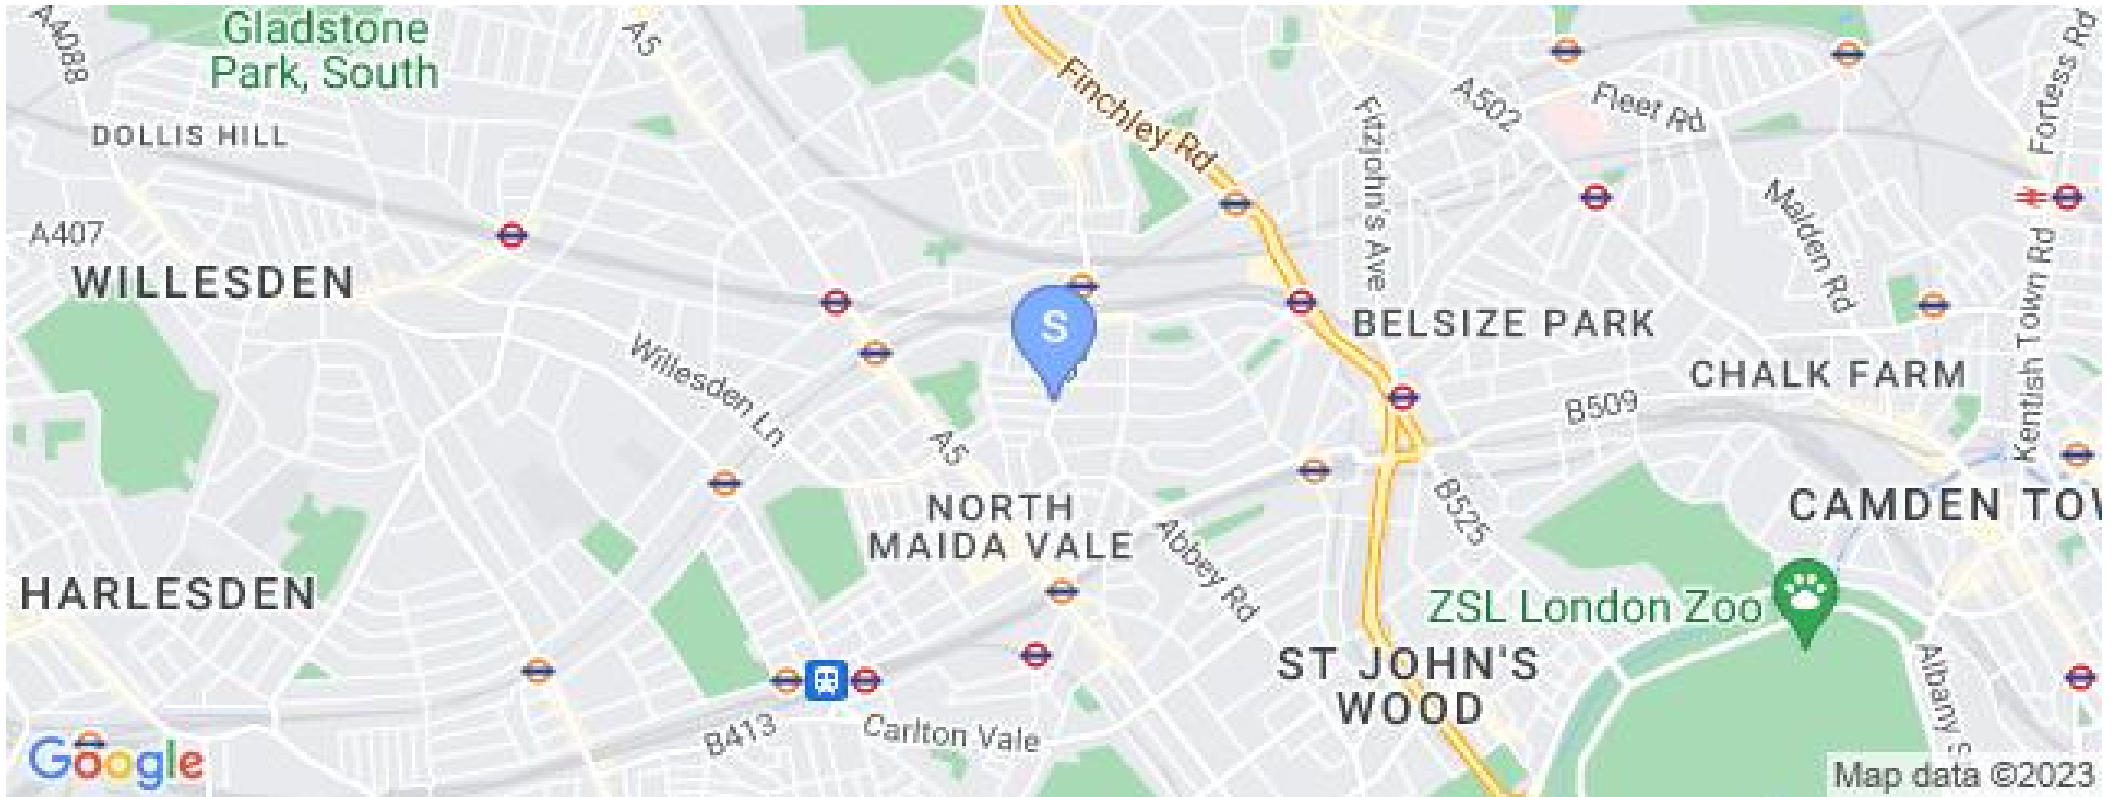 Gladstone
Park, South
A4088
A5
Finchley Rd
Fitzjohn's Ave
A502
Fleet Rd
Fortess Rd
DOLLIS HILL
A407
WILLESDEN
S
Malden Rd
Kentish Town Rd
BELSIZE PARK
Willesden Ln
CHALK FARM
B509
A5
NORTH
MAIDA VALE
Abbey Rd
B525
CAMDEN TOW
HARLESDEN
ZSL London Zoo
ST JOHN'S
WOOD
Albany S
B413
Carlton Vale
Google
Map data ©2023